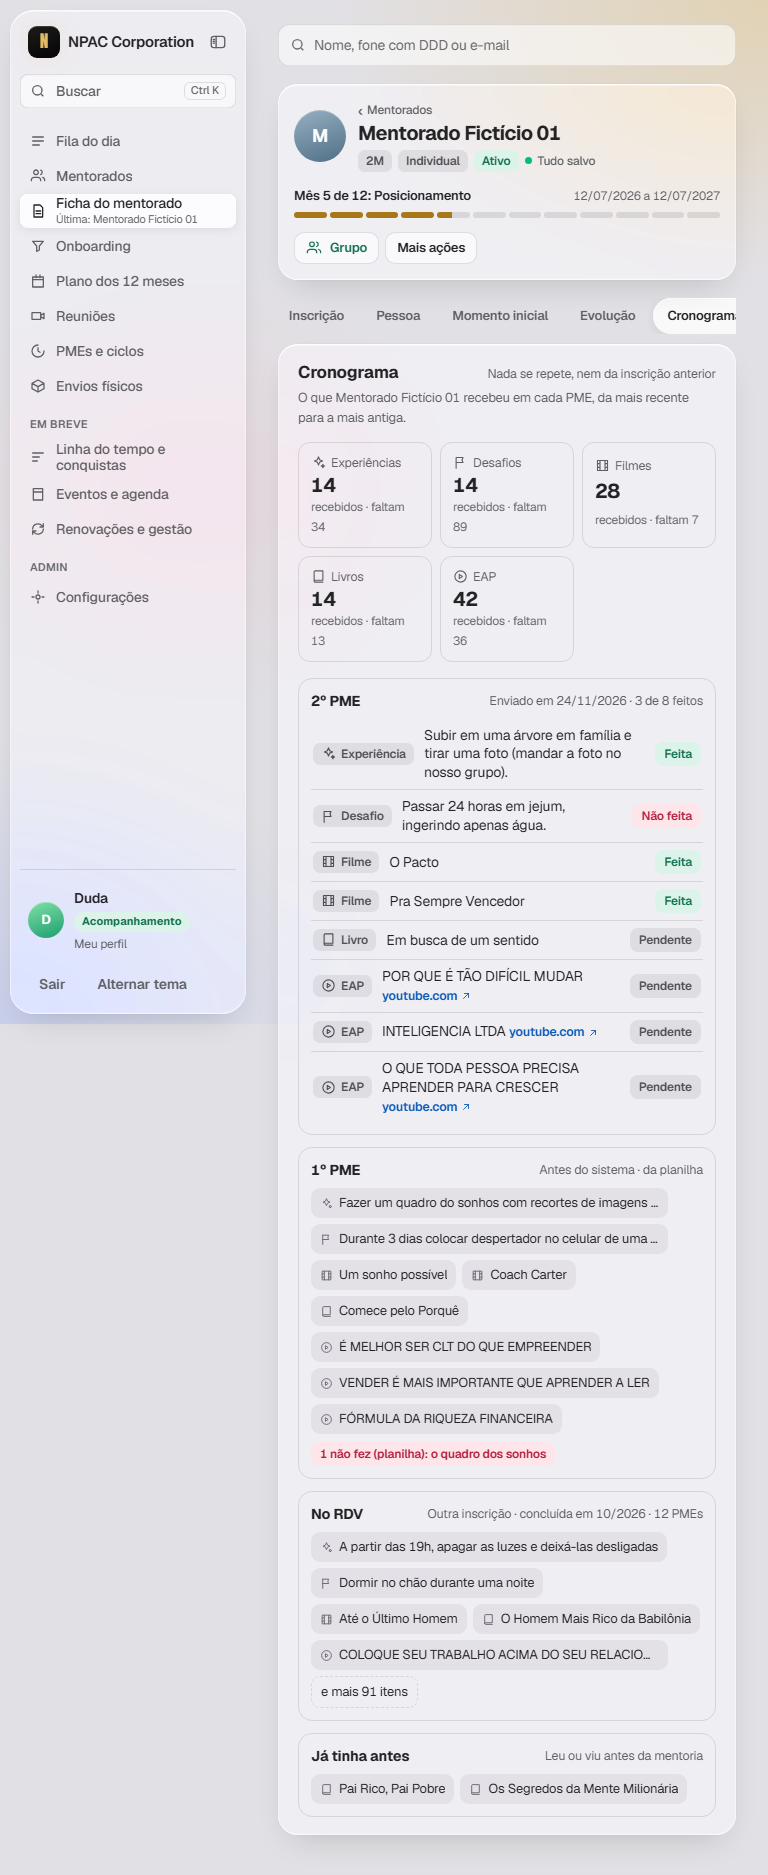 N
NPAC Corporation
Buscar
Ctrl K
Fila do dia
Mentorados
Ficha do mentorado
Última: Mentorado Fictício 01
Onboarding
Plano dos 12 meses
Reuniões
PMEs e ciclos
Envios físicos
EM BREVE
Linha do tempo e
conquistas
Eventos e agenda
Renovações e gestão
ADMIN
Configurações
D
Duda
Acompanhamento
Meu perfil
Sair
Alternar tema
Nome, fone com DDD ou e-mail
M
‹ Mentorados
Mentorado Fictício 01
2M
Individual
Ativo
Tudo salvo
Mês 5 de 12: Posicionamento
12/07/2026 a 12/07/2027
Grupo
Mais ações
Inscrição
Pessoa
Momento inicial
Evolução
Cronograma
Cronograma
Nada se repete, nem da inscrição anterior
O que Mentorado Fictício 01 recebeu em cada PME, da mais recente
para a mais antiga.
Experiências
14
recebidos · faltam
34
Desafios
14
recebidos · faltam
89
Filmes
28
recebidos · faltam 7
Livros
14
recebidos · faltam
13
EAP
42
recebidos · faltam
36
2º PME
Enviado em 24/11/2026 · 3 de 8 feitos
Experiência
Subir em uma árvore em família e
tirar uma foto (mandar a foto no
nosso grupo).
Feita
Desafio
Passar 24 horas em jejum,
ingerindo apenas água.
Não feita
Filme
O Pacto
Feita
Filme
Pra Sempre Vencedor
Feita
Livro
Em busca de um sentido
Pendente
EAP
POR QUE É TÃO DIFÍCIL MUDAR
youtube.com ↗
Pendente
EAP
INTELIGENCIA LTDA youtube.com ↗
Pendente
EAP
O QUE TODA PESSOA PRECISA
APRENDER PARA CRESCER
youtube.com ↗
Pendente
1º PME
Antes do sistema · da planilha
Fazer um quadro do sonhos com recortes de imagens ...
Durante 3 dias colocar despertador no celular de uma ...
Um sonho possível
Coach Carter
Comece pelo Porquê
É MELHOR SER CLT DO QUE EMPREENDER
VENDER É MAIS IMPORTANTE QUE APRENDER A LER
FÓRMULA DA RIQUEZA FINANCEIRA
1 não fez (planilha): o quadro dos sonhos
No RDV
Outra inscrição · concluída em 10/2026 · 12 PMEs
A partir das 19h, apagar as luzes e deixá-las desligadas
Dormir no chão durante uma noite
Até o Último Homem
O Homem Mais Rico da Babilônia
COLOQUE SEU TRABALHO ACIMA DO SEU RELACIO...
e mais 91 itens
Já tinha antes
Leu ou viu antes da mentoria
Pai Rico, Pai Pobre
Os Segredos da Mente Milionária